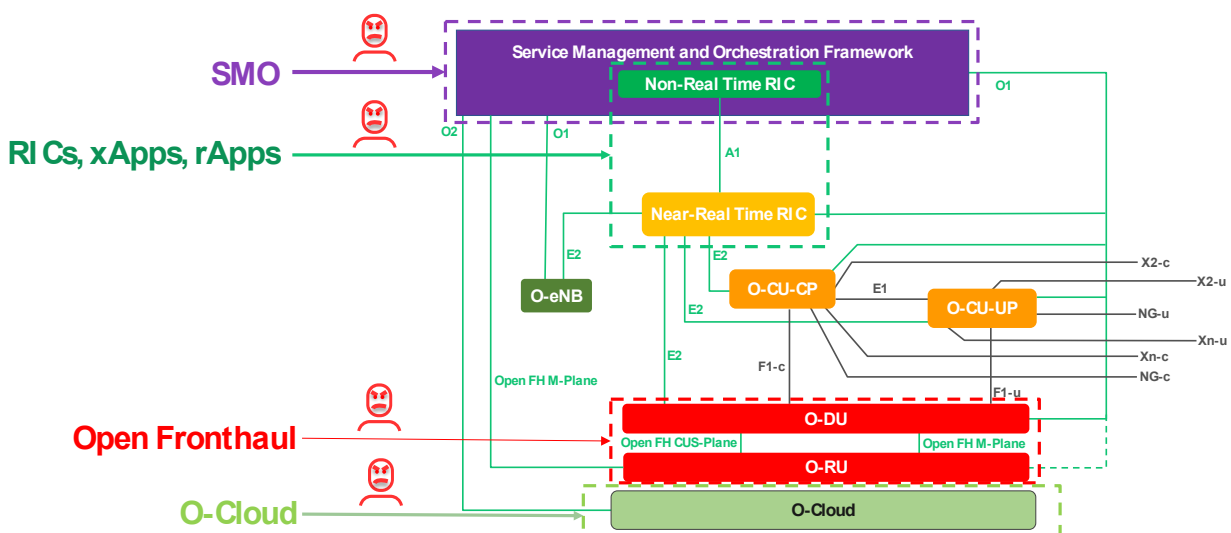 Service Management and Orchestration Framework
SMO
Non-Real Time RIC
O1
O2
O1
RICs, xApps, rApps
A1
Near-Real Time RIC
E2
E2
X2-c
O-eNB
O-CU-CP
E1
X2-u
E2
O-CU-UP
NG-u
Xn-u
E2
F1-c
Xn-c
NG-c
Open FH M-Plane
F1-u
O-DU
Open Fronthaul
Open FH CUS-Plane
Open FH M-Plane
O-RU
O-Cloud
O-Cloud